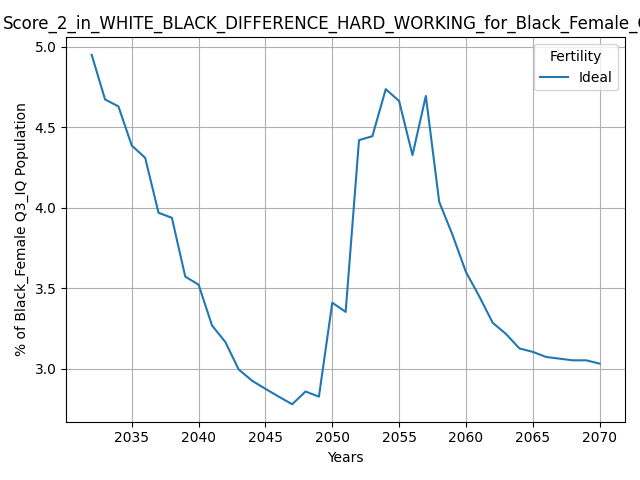 Score_2_in_WHITE_BLACK_DIFFERENCE_HARD_WORKING_for_Black_Female_
Fertility
Ideal
5.0
4.5
4.0
3.5
3.0
% of Black_Female Q3_IQ Population
2035
2040
2045
2050
2055
2060
2065
2070
Years